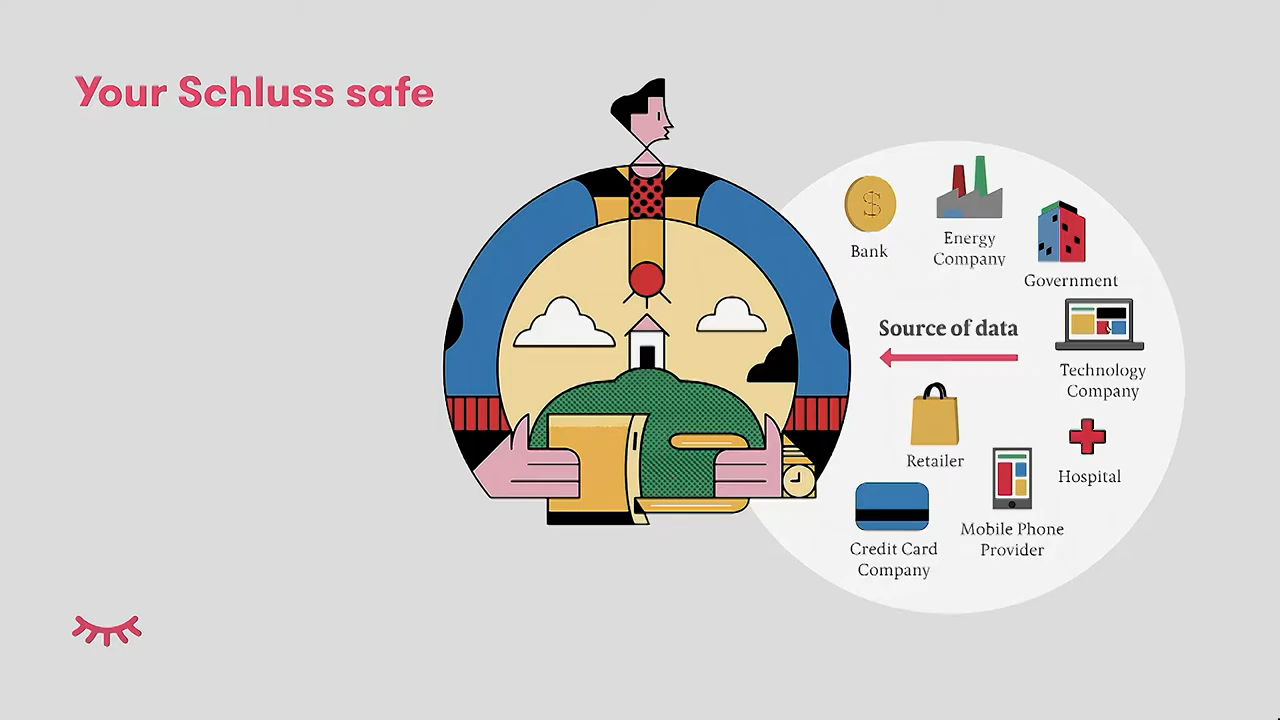 Your Schluss safe
$
Bank
Energy
Company
Government
Source of data
Technology
Company
Retailer
Hospital
Mobile Phone
Provider
Credit Card
Company